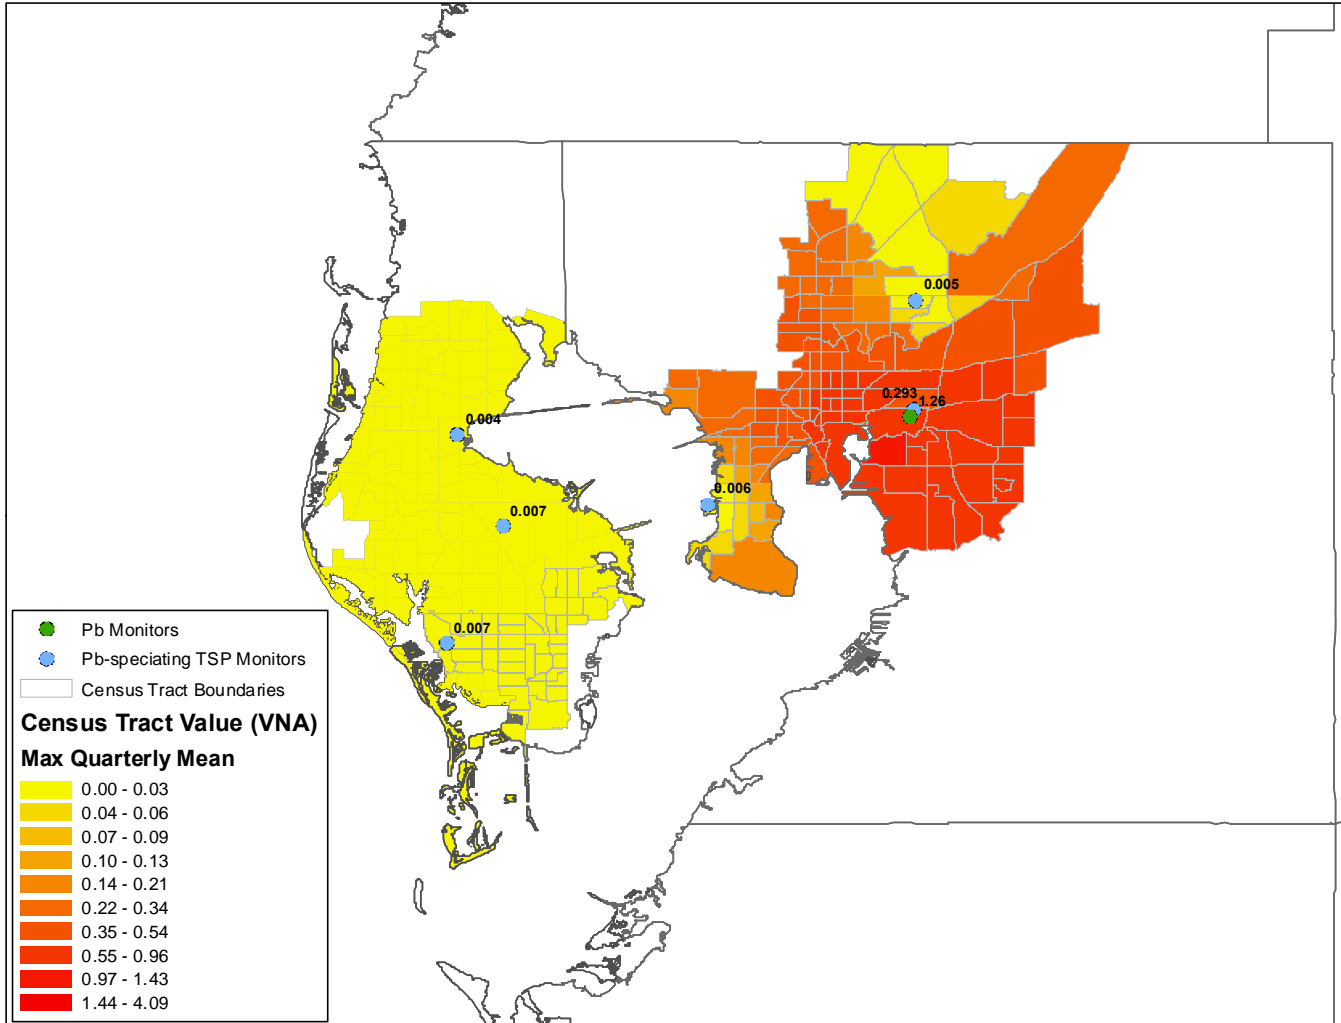 0.005
0.293
1.26
0.004
0.006
0.007
0.007
Pb Monitors
Pb-speciating TSP Monitors
Census Tract Boundaries
Census Tract Value (VNA)
Max Quarterly Mean
0.00 - 0.03
0.04 - 0.06
0.07 - 0.09
0.10 - 0.13
0.14 - 0.21
0.22 - 0.34
0.35 - 0.54
0.55 - 0.96
0.97 - 1.43
1.44 - 4.09